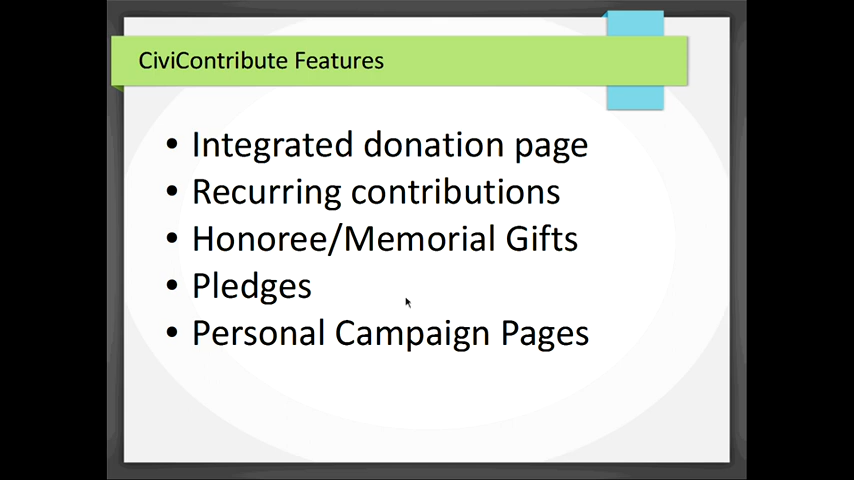 CiviContribute Features
• Integrated donation page
• Recurring contributions
• Honoree/Memorial Gifts
• Pledges
• Personal Campaign Pages